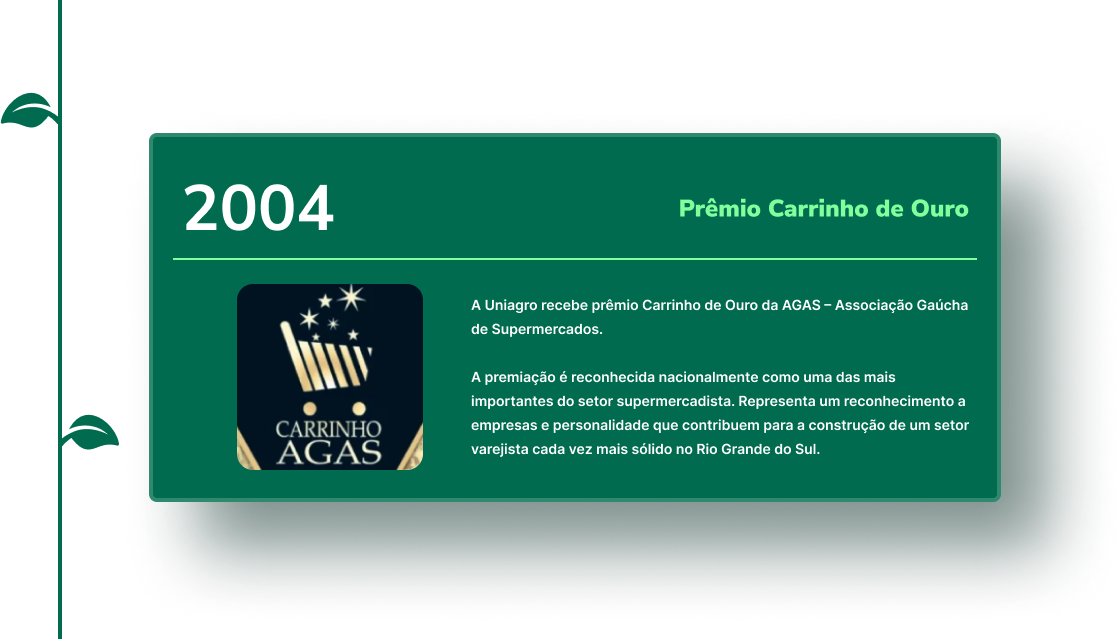 2004
Prêmio Carrinho de Ouro
CARRINHO
AGAS
A Uniagro recebe prêmio Carrinho de Ouro da AGAS – Associação Gaúcha
de Supermercados.
A premiação é reconhecida nacionalmente como uma das mais
importantes do setor supermercadista. Representa um reconhecimento a
empresas e personalidade que contribuem para a construção de um setor
varejista cada vez mais sólido no Rio Grande do Sul.